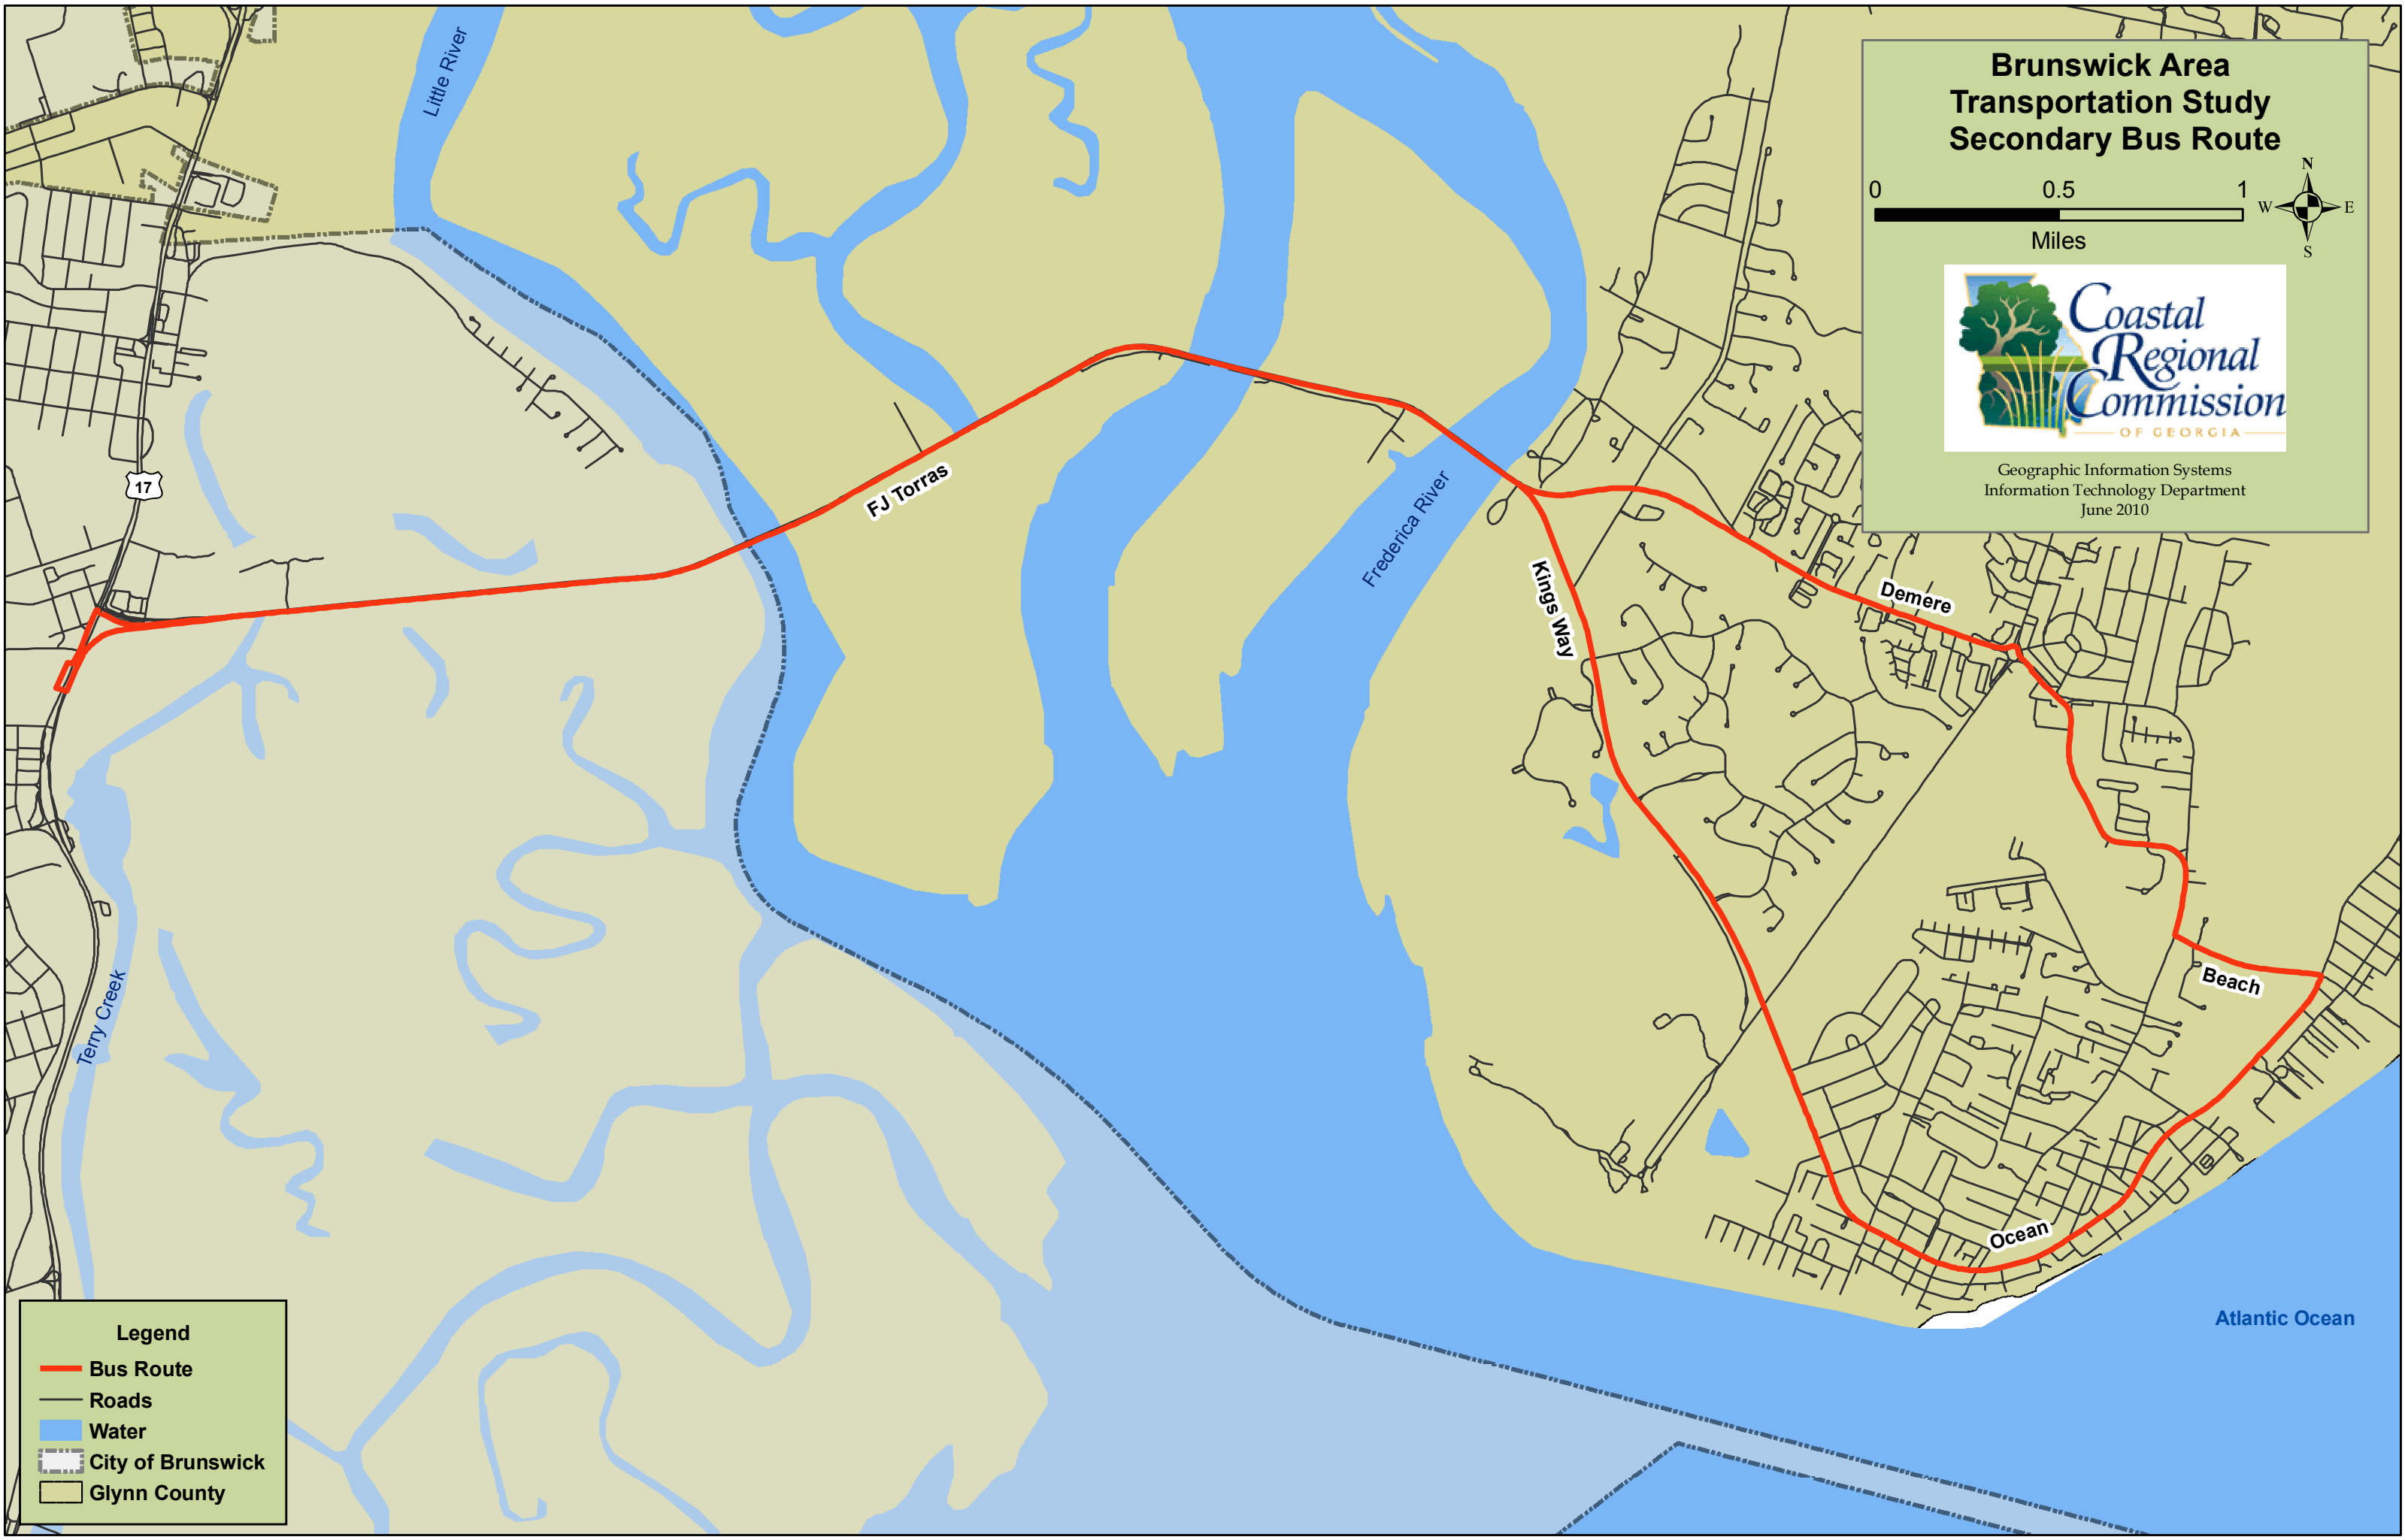 Brunswick Area
Transportation Study
Secondary Bus Route
N
0 0.5 1
W E
S
Miles
Coastal
Regional
Commission
OF GEORGIA
Geographic Information Systems
Information Technology Department
June 2010
Little River
17
FJ Torras
Frederica River
Kings Way
Demere
Beach
Terry Creek
Ocean
Atlantic Ocean
Legend
Bus Route
Roads
Water
City of Brunswick
Glynn County